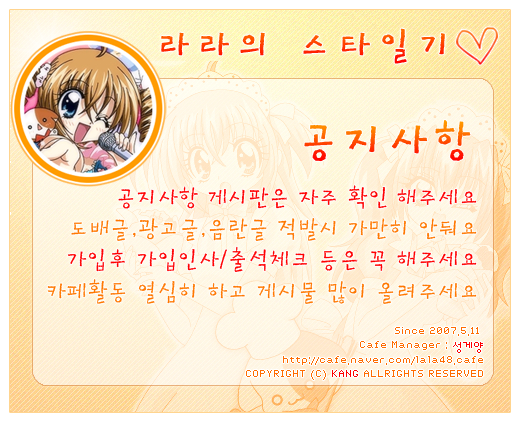 라라의 스타일기
공지사항
공지사항 게시판은 자주 확인 해주세요
도배글,광고글,음란글 적발시 가만히 안둬요
가입후 가입인사/출석체크 등은 꼭 해주세요
카페활동 열심히 하고 게시물 많이 올려주세요
Since 2007.5.11
Cafe Manager : 성게양
http://cafe.naver.com/lala48.cafe
COPYRIGHT (C) KANG ALLRIGHTS RESERVED